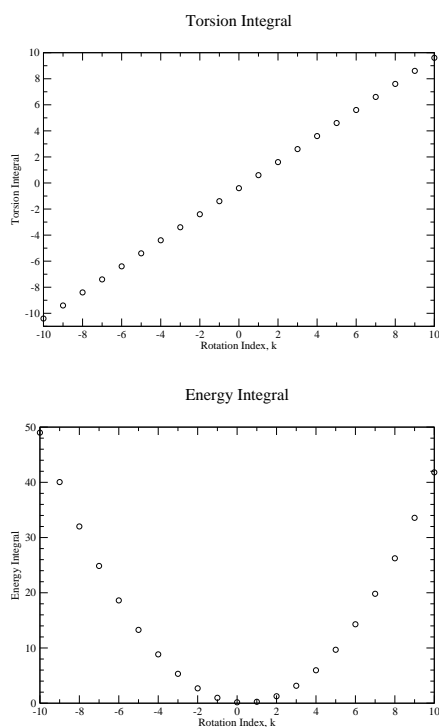 Torsion Integral
10
8
6
4
2
0
-2
-4
-6
-8
-10
Torsion Integral
-10 -8 -6 -4 -2 0 2 4 6 8 10
Rotation Index, k
Energy Integral
50
40
30
20
10
0
Energy Integral
-10 -8 -6 -4 -2 0 2 4 6 8 10
Rotation Index, k